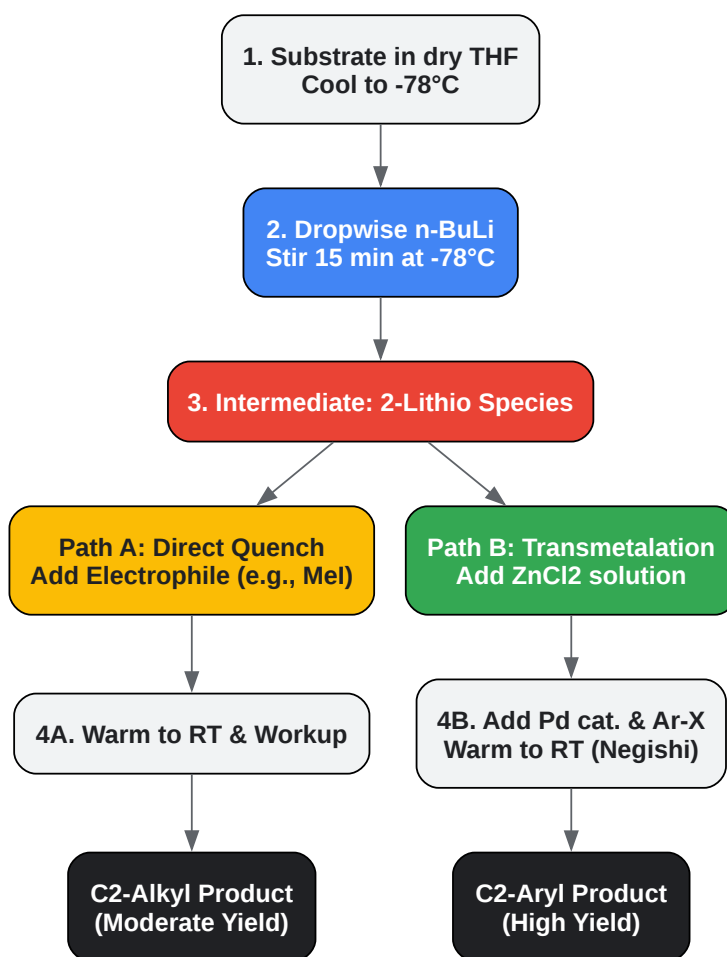 1. Substrate in dry THF
Cool to -78°C
2. Dropwise n-BuLi
Stir 15 min at -78°C
3. Intermediate: 2-Lithio Species
Path A: Direct Quench
Add Electrophile (e.g., MeI)
Path B: Transmetalation
Add ZnCl2 solution
4A. Warm to RT & Workup
4B. Add Pd cat. & Ar-X
Warm to RT (Negishi)
C2-Alkyl Product
(Moderate Yield)
C2-Aryl Product
(High Yield)